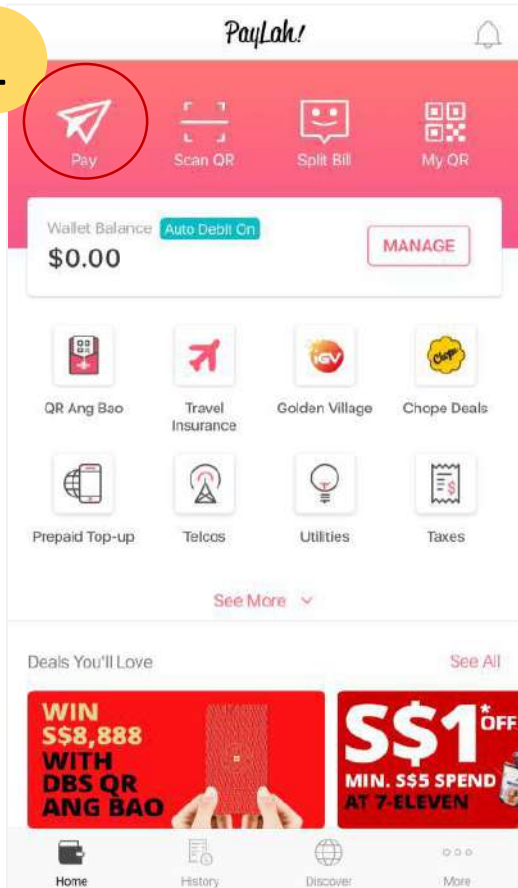 PayLah!
Pay
Scan QR
Split Bill
My QR
Wallet Balance Auto Debit On
$0.00
MANAGE
QR Ang Bao
Travel Insurance
Golden Village
Chope Deals
Prepaid Top-up
Telcos
Utilities
Taxes
See More
Deals You'll Love
See All
WIN
S$8,888
WITH
DBS QR
ANG BAO
S$1* OFF
MIN. S$5 SPEND
AT 7-ELEVEN
Home
History
Discover
More